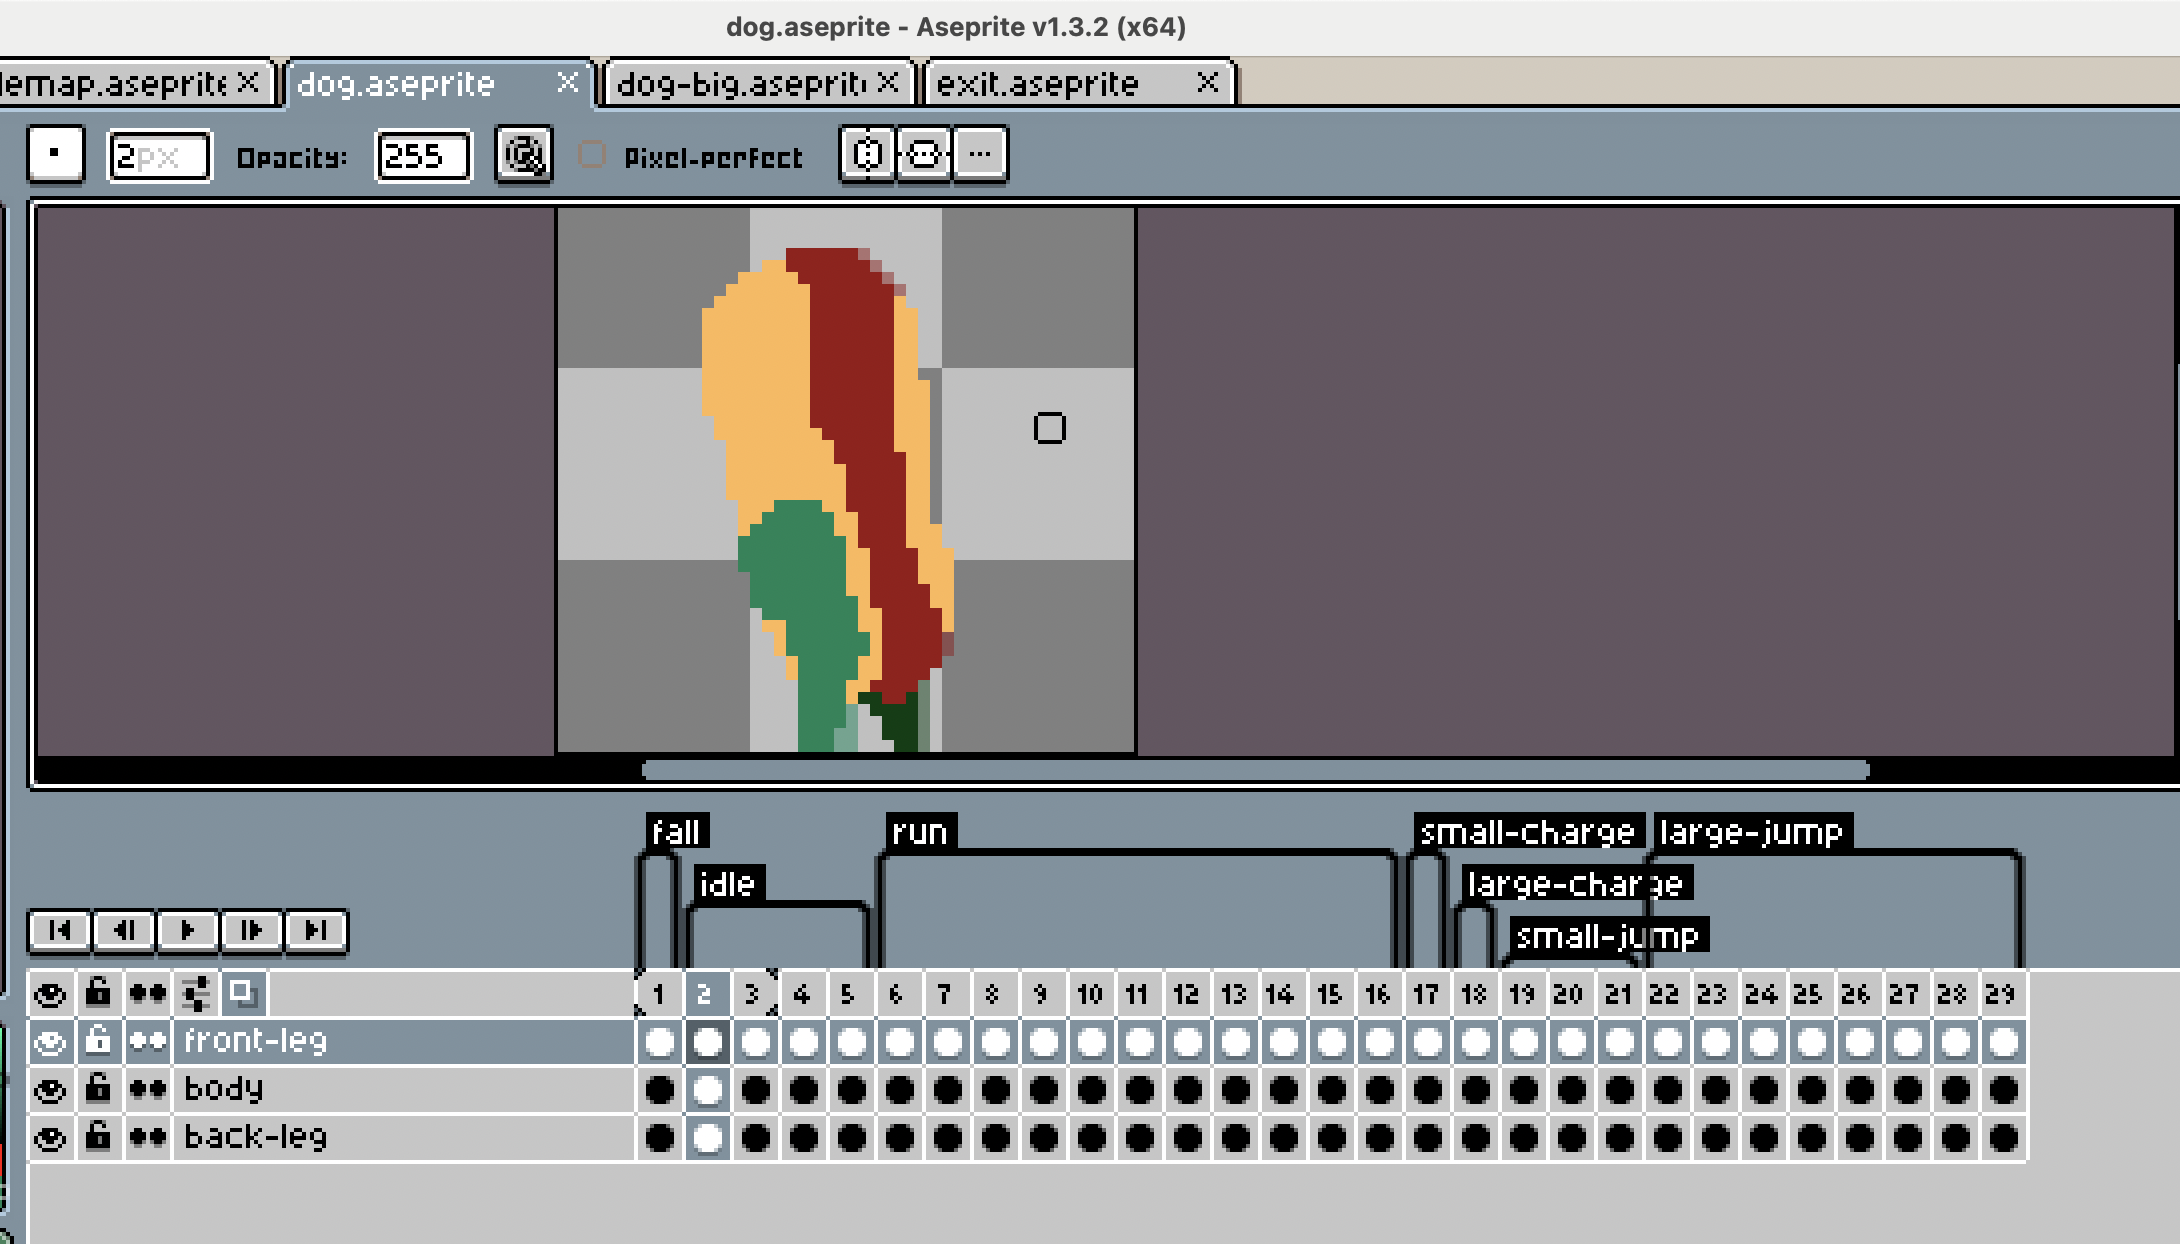 dog.aseprite - Aseprite v1.3.2 (x64)
lemap.aseprite dog.aseprite dog-big.asepri exit.aseprite
2px Opacity: 255 Pixel-perfect ...
fall run small-charge large-jump
idle large-charge
small-jump
1 2 3 4 5 6 7 8 9 10 11 12 13 14 15 16 17 18 19 20 21 22 23 24 25 26 27 28 29
front-leg
body
back-leg